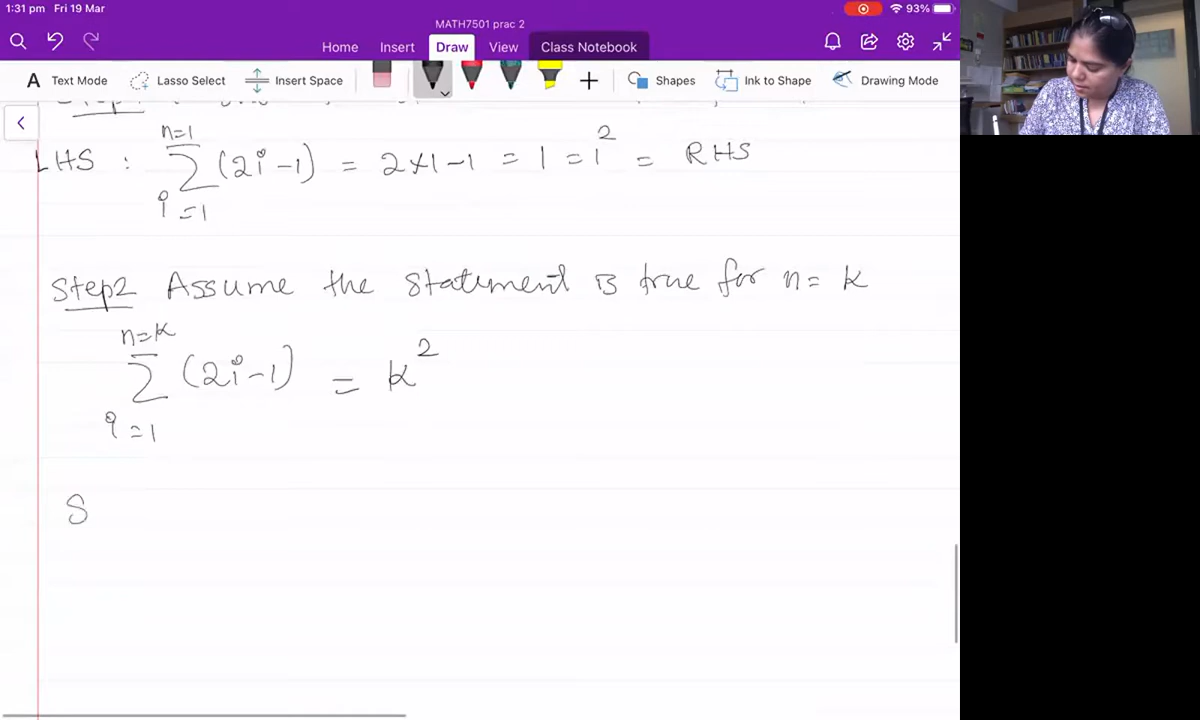 1:31 pm Fri 19 Mar
93%
MATH7501 prac 2
Home Insert Draw View Class Notebook
A Text Mode Lasso Select Insert Space Shapes Ink to Shape Drawing Mode
n=1
LHS : ∑ (2i-1) = 2×1-1 = 1 = 1² = RHS
i=1
Step2 Assume the statement is true for n=k
n=k
∑ (2i-1) = k²
i=1
S